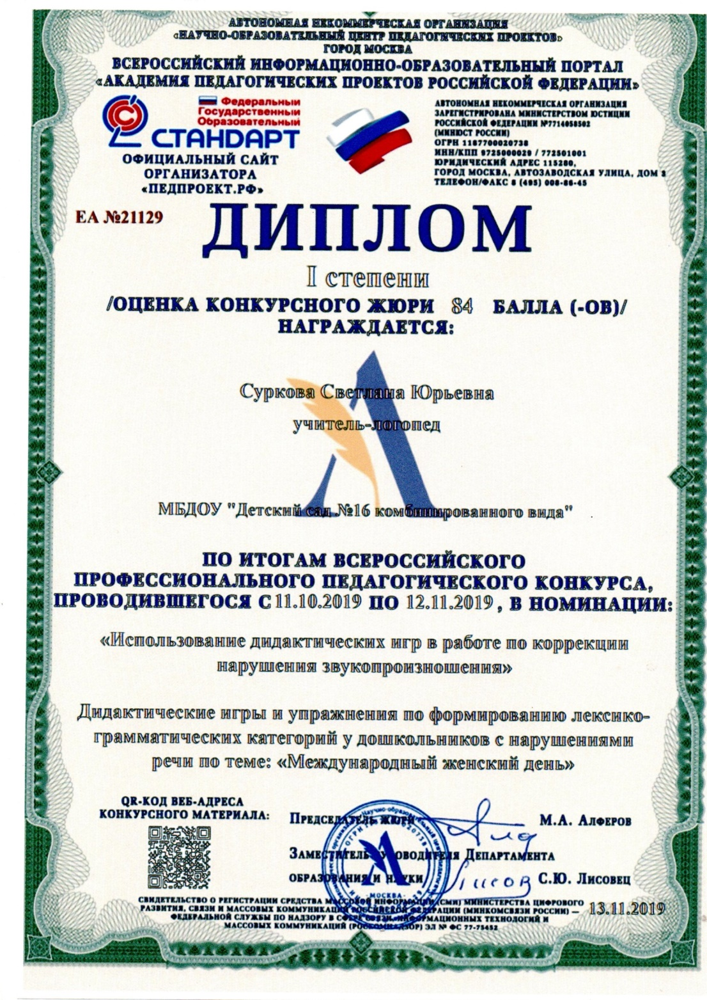 АВТОНОМНАЯ НЕКОММЕРЧЕСКАЯ ОРГАНИЗАЦИЯ
«НАУЧНО-ОБРАЗОВАТЕЛЬНЫЙ ЦЕНТР ПЕДАГОГИЧЕСКИХ ПРОЕКТОВ»
ГОРОД МОСКВА
ВСЕРОССИЙСКИЙ ИНФОРМАЦИОННО-ОБРАЗОВАТЕЛЬНЫЙ ПОРТАЛ
«АКАДЕМИЯ ПЕДАГОГИЧЕСКИХ ПРОЕКТОВ РОССИЙСКОЙ ФЕДЕРАЦИИ»
Федеральный
Государственный
Образовательный
СТАНДАРТ
ОФИЦИАЛЬНЫЙ САЙТ
ОРГАНИЗАТОРА
«ПЕДПРОЕКТ.РФ»
АВТОНОМНАЯ НЕКОММЕРЧЕСКАЯ ОРГАНИЗАЦИЯ
ЗАРЕГИСТРИРОВАНА МИНИСТЕРСТВОМ ЮСТИЦИИ
РОССИЙСКОЙ ФЕДЕРАЦИИ №7714058502
(МИНЮСТ РОССИИ)
ОГРН 1187700020738
ИНН/КПП 9725000029 / 772501001
ЮРИДИЧЕСКИЙ АДРЕС 115280,
ГОРОД МОСКВА, АВТОЗАВОДСКАЯ УЛИЦА, ДОМ
ТЕЛЕФОН/ФАКС 8 (495) 008-86-45
ЕА №21129
ДИПЛОМ
I степени
/ОЦЕНКА КОНКУРСНОГО ЖЮРИ 84 БАЛЛА (-ОВ)/
НАГРАЖДАЕТСЯ:
Суркова Светлана Юрьевна
учитель-логопед
МБДОУ "Детский сад №16 комбинированного вида"
ПО ИТОГАМ ВСЕРОССИЙСКОГО
ПРОФЕССИОНАЛЬНОГО ПЕДАГОГИЧЕСКОГО КОНКУРСА,
ПРОВОДИВШЕГОСЯ С 11.10.2019 ПО 12.11.2019, В НОМИНАЦИИ:
«Использование дидактических игр в работе по коррекции
нарушения звукопроизношения»
Дидактические игры и упражнения по формированию лексико-
грамматических категорий у дошкольников с нарушениями
речи по теме: «Международный женский день»
QR-КОД ВЕБ-АДРЕСА
КОНКУРСНОГО МАТЕРИАЛА:
ПРЕДСЕДАТЕЛЬ ЖЮРИ М.А. АЛФЕРОВ
ЗАМЕСТИТЕЛЬ РУКОВОДИТЕЛЯ ДЕПАРТАМЕНТА
ОБРАЗОВАНИЯ И НАУКИ С.Ю. ЛИСОВЕЦ
МОСКВА
СВИДЕТЕЛЬСТВО О РЕГИСТРАЦИИ СРЕДСТВА МАССОВОЙ ИНФОРМАЦИИ (СМИ) МИНИСТЕРСТВА ЦИФРОВОГО
РАЗВИТИЯ, СВЯЗИ И МАССОВЫХ КОММУНИКАЦИЙ РОССИЙСКОЙ ФЕДЕРАЦИИ (МИНКОМСВЯЗИ РОССИИ) —
ФЕДЕРАЛЬНОЙ СЛУЖБЫ ПО НАДЗОРУ В СФЕРЕ СВЯЗИ, ИНФОРМАЦИОННЫХ ТЕХНОЛОГИЙ И
МАССОВЫХ КОММУНИКАЦИЙ (РОСКОМНАДЗОР) ЭЛ № ФС 77-75452
13.11.2019